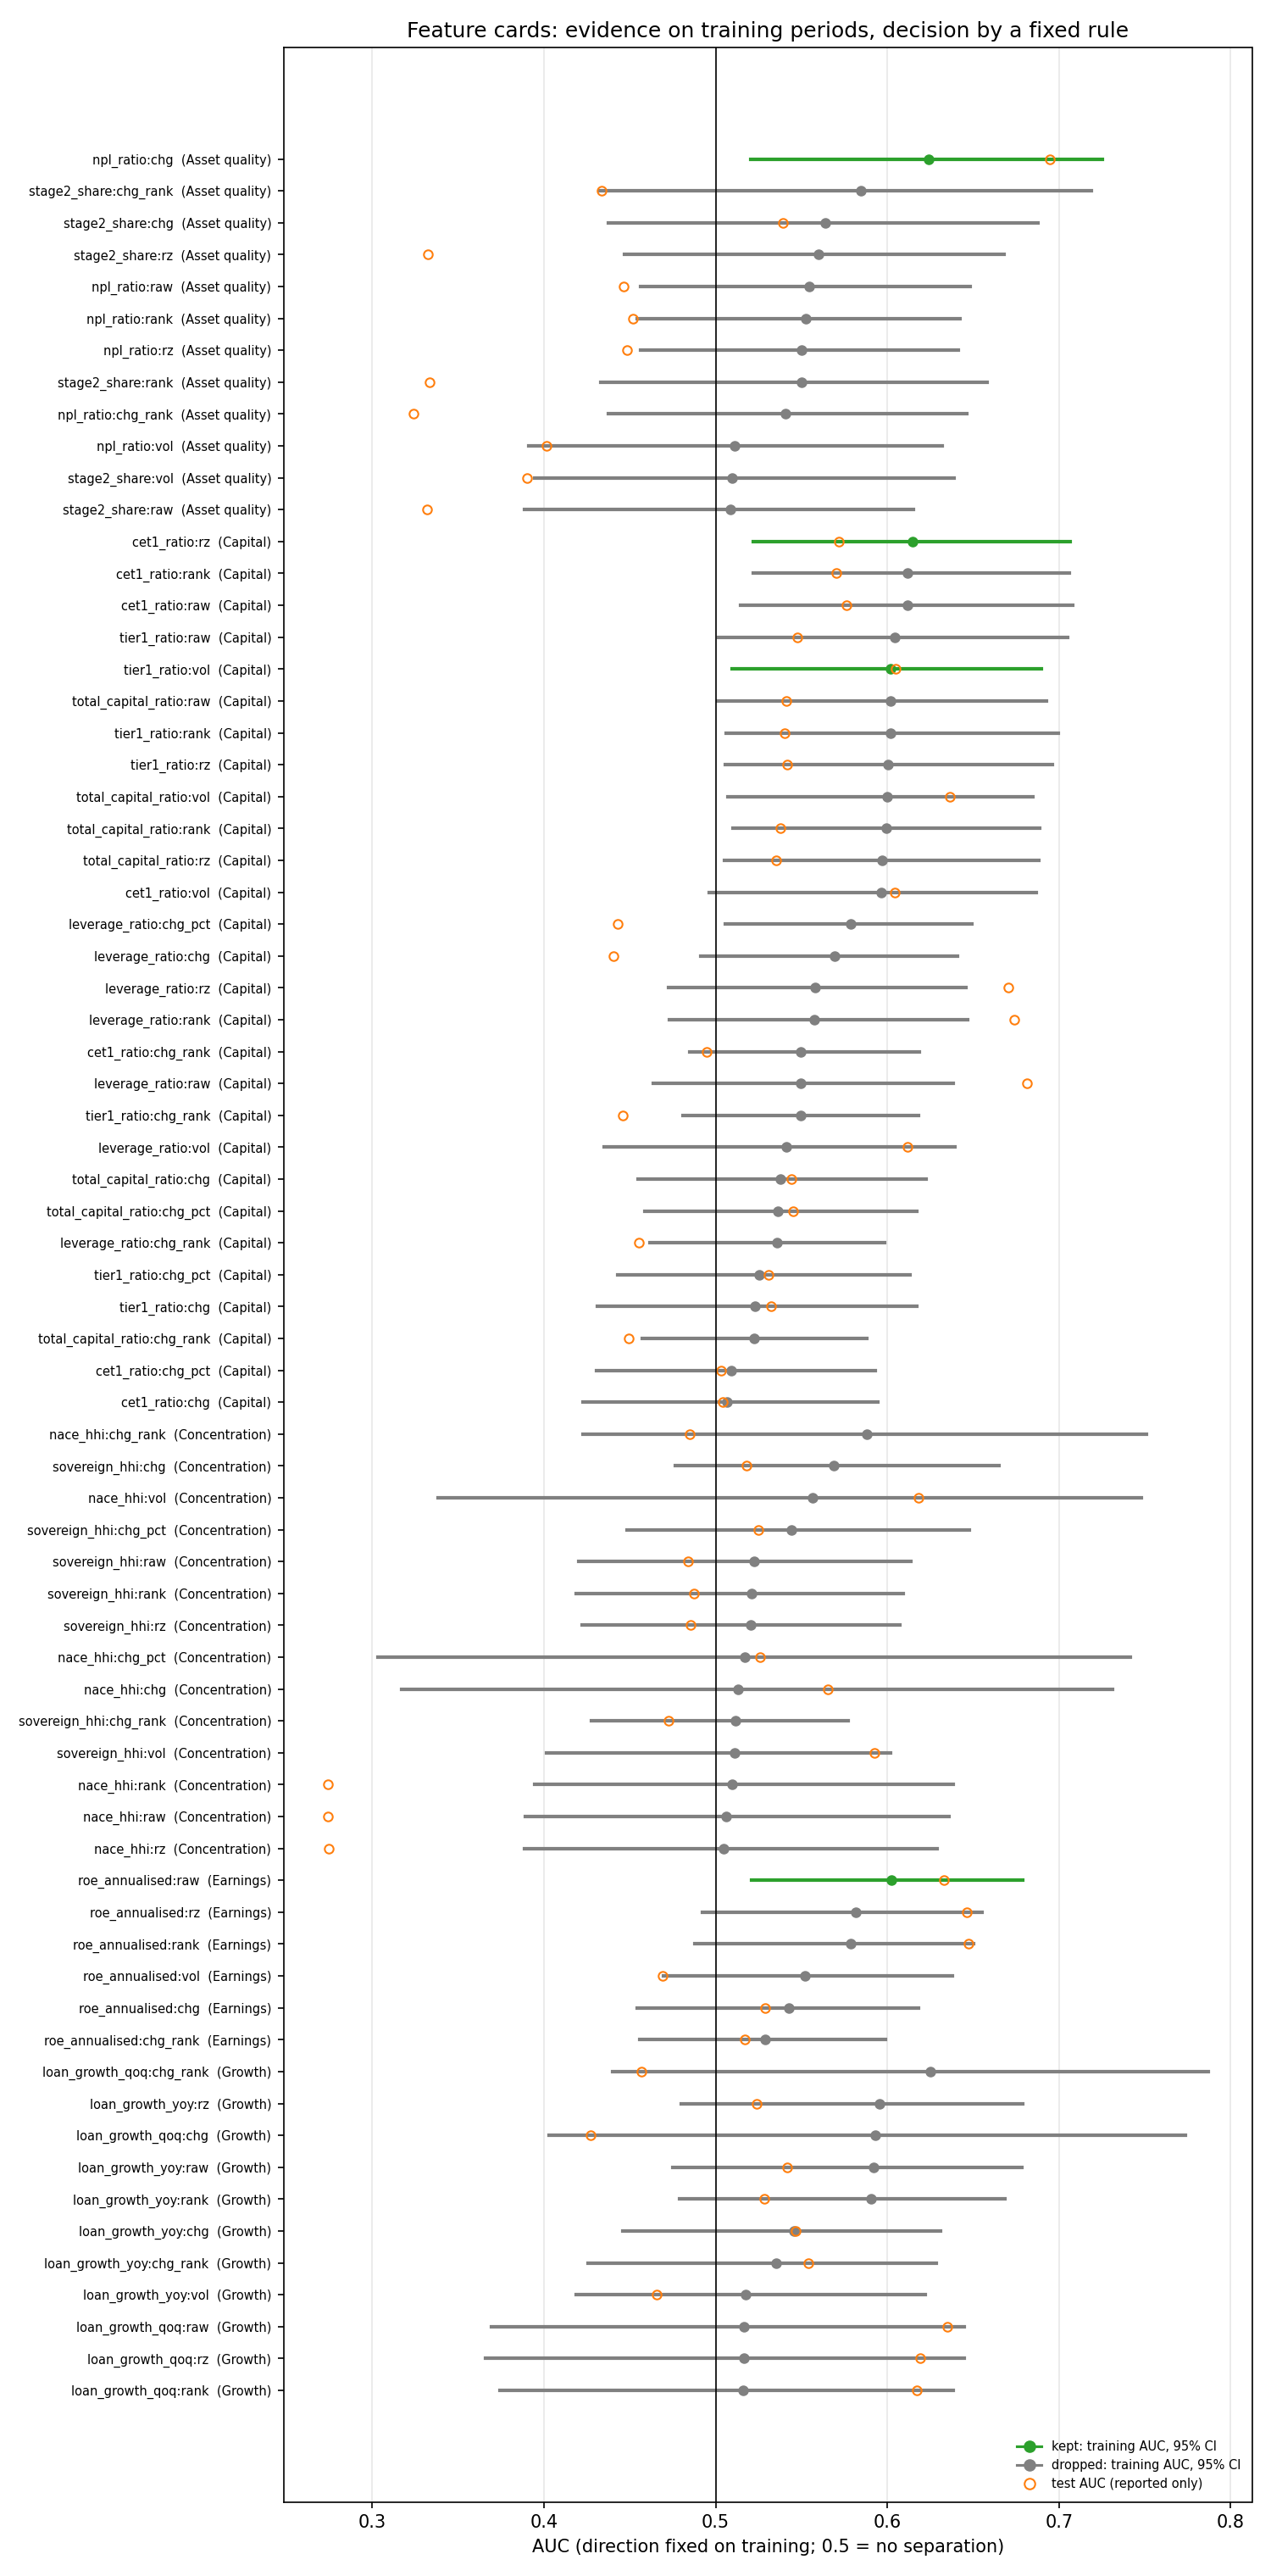 Feature cards: evidence on training periods, decision by a fixed rule
npl_ratio:chg (Asset quality)
stage2_share:chg_rank (Asset quality)
stage2_share:chg (Asset quality)
stage2_share:rz (Asset quality)
npl_ratio:raw (Asset quality)
npl_ratio:rank (Asset quality)
npl_ratio:rz (Asset quality)
stage2_share:rank (Asset quality)
npl_ratio:chg_rank (Asset quality)
npl_ratio:vol (Asset quality)
stage2_share:vol (Asset quality)
stage2_share:raw (Asset quality)
cet1_ratio:rz (Capital)
cet1_ratio:rank (Capital)
cet1_ratio:raw (Capital)
tier1_ratio:raw (Capital)
tier1_ratio:vol (Capital)
total_capital_ratio:raw (Capital)
tier1_ratio:rank (Capital)
tier1_ratio:rz (Capital)
total_capital_ratio:vol (Capital)
total_capital_ratio:rank (Capital)
total_capital_ratio:rz (Capital)
cet1_ratio:vol (Capital)
leverage_ratio:chg_pct (Capital)
leverage_ratio:chg (Capital)
leverage_ratio:rz (Capital)
leverage_ratio:rank (Capital)
cet1_ratio:chg_rank (Capital)
leverage_ratio:raw (Capital)
tier1_ratio:chg_rank (Capital)
leverage_ratio:vol (Capital)
total_capital_ratio:chg (Capital)
total_capital_ratio:chg_pct (Capital)
leverage_ratio:chg_rank (Capital)
tier1_ratio:chg_pct (Capital)
tier1_ratio:chg (Capital)
total_capital_ratio:chg_rank (Capital)
cet1_ratio:chg_pct (Capital)
cet1_ratio:chg (Capital)
nace_hhi:chg_rank (Concentration)
sovereign_hhi:chg (Concentration)
nace_hhi:vol (Concentration)
sovereign_hhi:chg_pct (Concentration)
sovereign_hhi:raw (Concentration)
sovereign_hhi:rank (Concentration)
sovereign_hhi:rz (Concentration)
nace_hhi:chg_pct (Concentration)
nace_hhi:chg (Concentration)
sovereign_hhi:chg_rank (Concentration)
sovereign_hhi:vol (Concentration)
nace_hhi:rank (Concentration)
nace_hhi:raw (Concentration)
nace_hhi:rz (Concentration)
roe_annualised:raw (Earnings)
roe_annualised:rz (Earnings)
roe_annualised:rank (Earnings)
roe_annualised:vol (Earnings)
roe_annualised:chg (Earnings)
roe_annualised:chg_rank (Earnings)
loan_growth_qoq:chg_rank (Growth)
loan_growth_yoy:rz (Growth)
loan_growth_qoq:chg (Growth)
loan_growth_yoy:raw (Growth)
loan_growth_yoy:rank (Growth)
loan_growth_yoy:chg (Growth)
loan_growth_yoy:chg_rank (Growth)
loan_growth_yoy:vol (Growth)
loan_growth_qoq:raw (Growth)
loan_growth_qoq:rz (Growth)
loan_growth_qoq:rank (Growth)
kept: training AUC, 95% CI
dropped: training AUC, 95% CI
test AUC (reported only)
0.3 0.4 0.5 0.6 0.7 0.8
AUC (direction fixed on training; 0.5 = no separation)